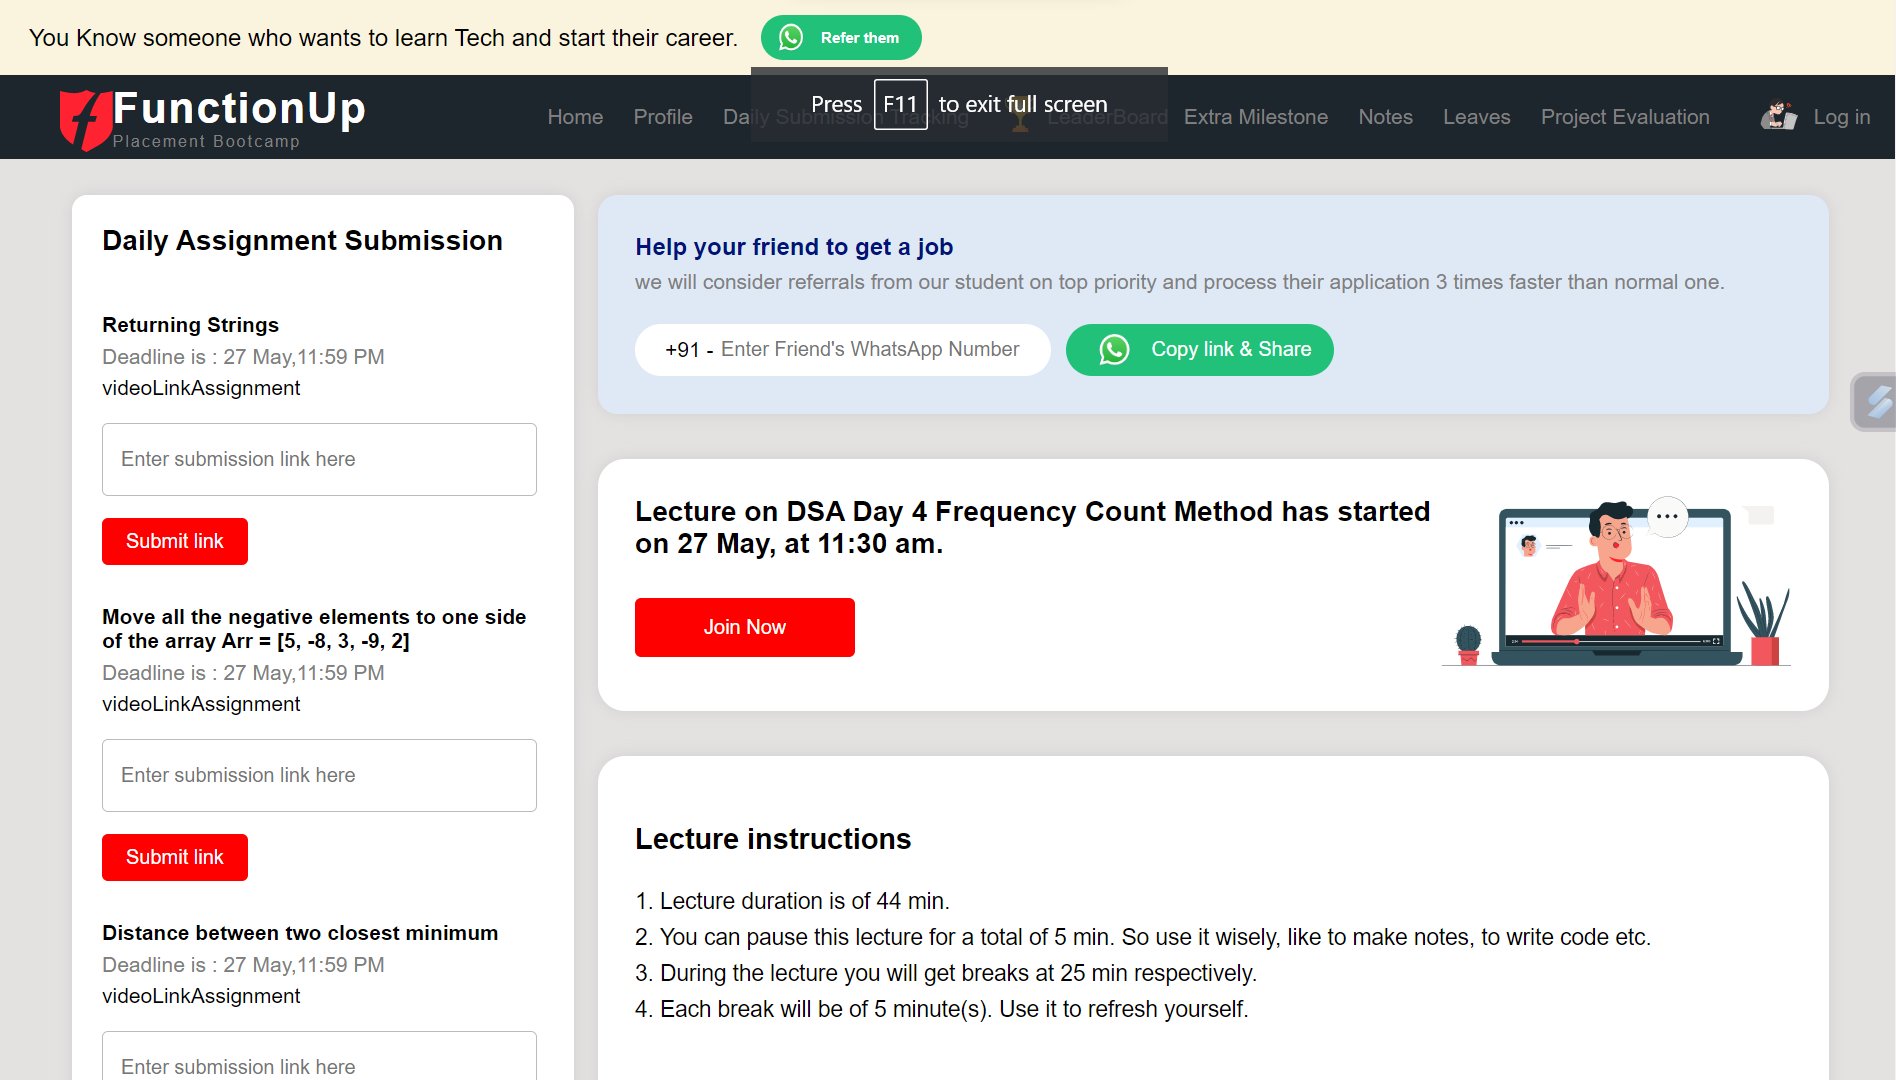 You Know someone who wants to learn Tech and start their career.
Refer them
FunctionUp
Placement Bootcamp
Home
Profile
Daily Submission Tracking
LeaderBoard
Extra Milestone
Notes
Leaves
Project Evaluation
Log in
Press F11 to exit full screen
Daily Assignment Submission
Returning Strings
Deadline is : 27 May,11:59 PM
videoLinkAssignment
Enter submission link here
Submit link
Move all the negative elements to one side
of the array Arr = [5, -8, 3, -9, 2]
Deadline is : 27 May,11:59 PM
videoLinkAssignment
Enter submission link here
Submit link
Distance between two closest minimum
Deadline is : 27 May,11:59 PM
videoLinkAssignment
Enter submission link here
Help your friend to get a job
we will consider referrals from our student on top priority and process their application 3 times faster than normal one.
+91 - Enter Friend's WhatsApp Number
Copy link & Share
Lecture on DSA Day 4 Frequency Count Method has started
on 27 May, at 11:30 am.
Join Now
Lecture instructions
1. Lecture duration is of 44 min.
2. You can pause this lecture for a total of 5 min. So use it wisely, like to make notes, to write code etc.
3. During the lecture you will get breaks at 25 min respectively.
4. Each break will be of 5 minute(s). Use it to refresh yourself.